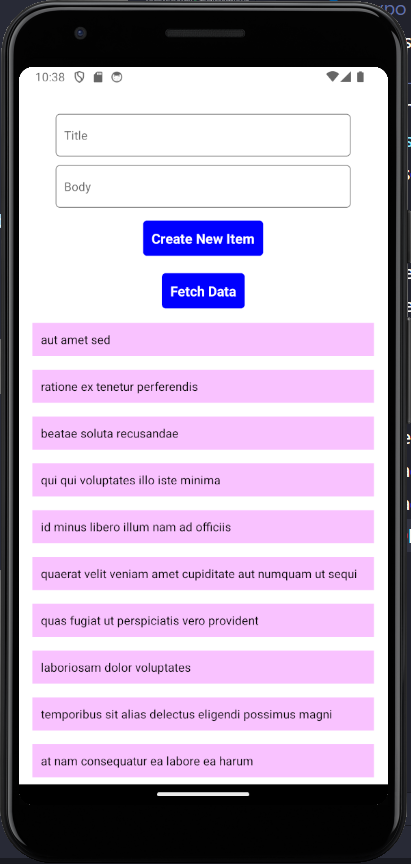 10:38
Title
Body
Create New Item
Fetch Data
aut amet sed
ratione ex tenetur perferendis
beatae soluta recusandae
qui qui voluptates illo iste minima
id minus libero illum nam ad officiis
quaerat velit veniam amet cupiditate aut numquam ut sequi
quas fugiat ut perspiciatis vero provident
laboriosam dolor voluptates
temporibus sit alias delectus eligendi possimus magni
at nam consequatur ea labore ea harum